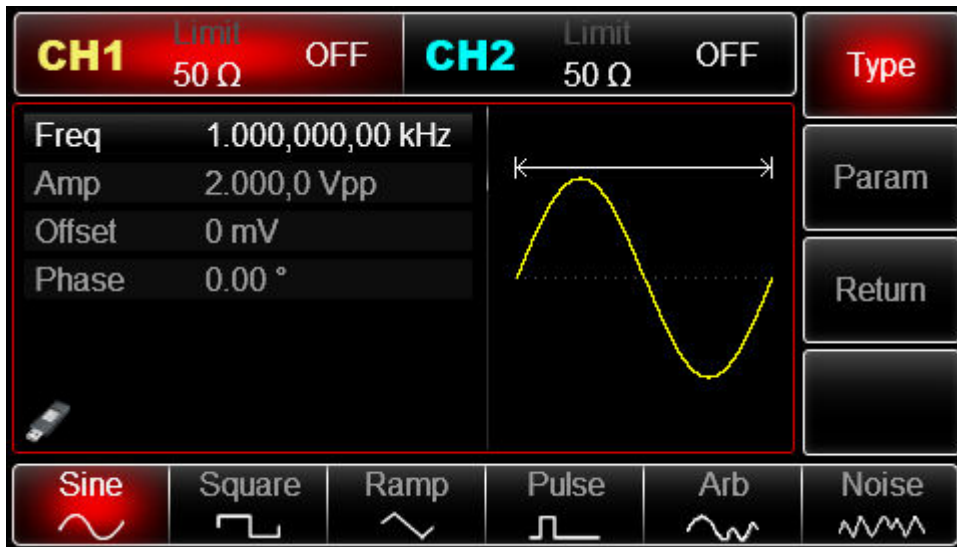 CH1 Limit 50 Ω OFF
CH2 Limit 50 Ω OFF
Type
Freq 1.000,000,00 kHz
Amp 2.000,0 Vpp
Offset 0 mV
Phase 0.00 °
Param
Return
Sine Square Ramp Pulse Arb Noise